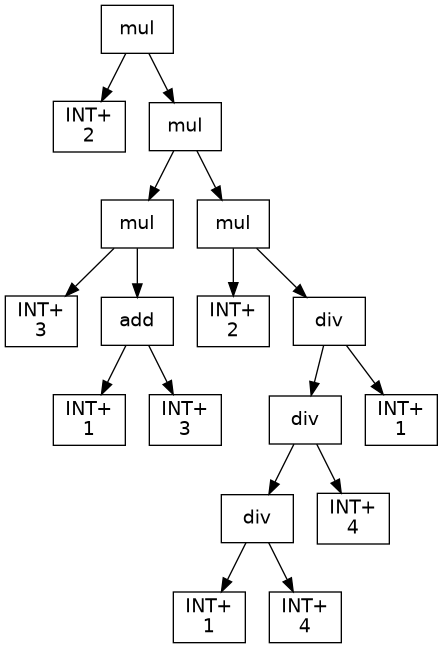 mul
INT+
2
mul
mul
mul
INT+
3
add
INT+
2
div
INT+
1
INT+
3
div
INT+
1
div
INT+
4
INT+
1
INT+
4